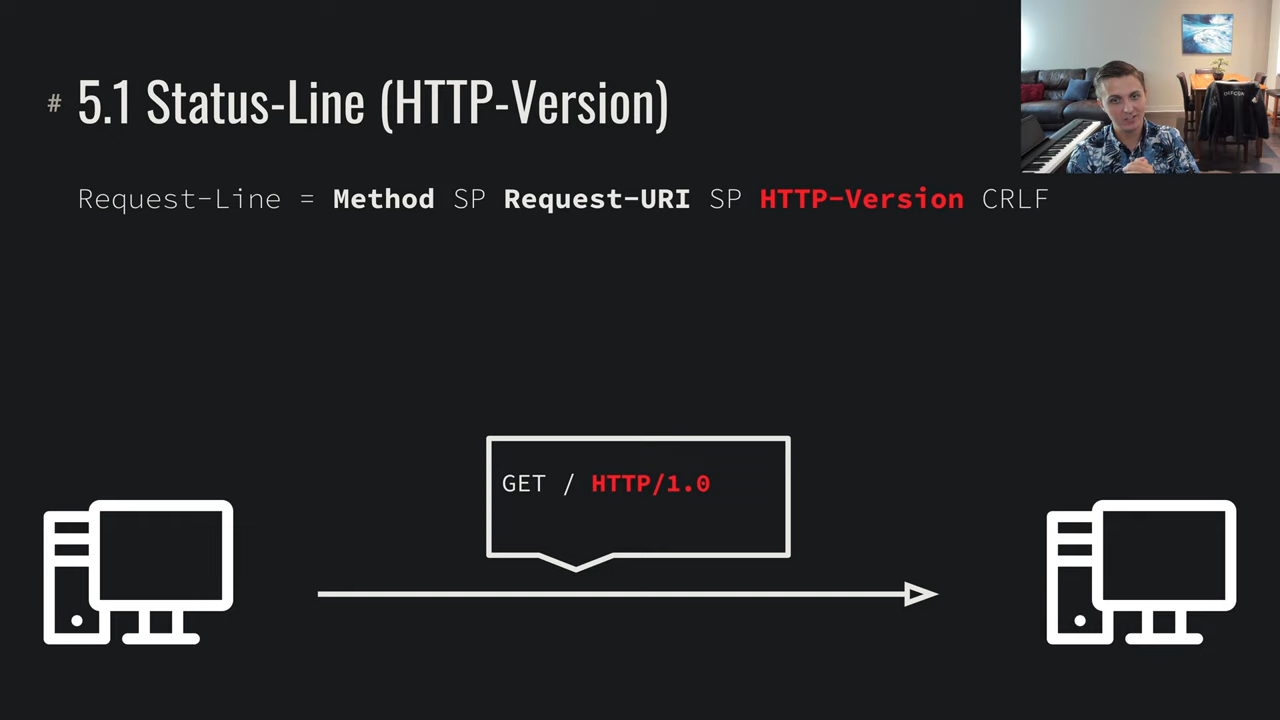 # 5.1 Status-Line (HTTP-Version)
Request-Line = Method SP Request-URI SP HTTP-Version CRLF
GET / HTTP/1.0
DEFCON